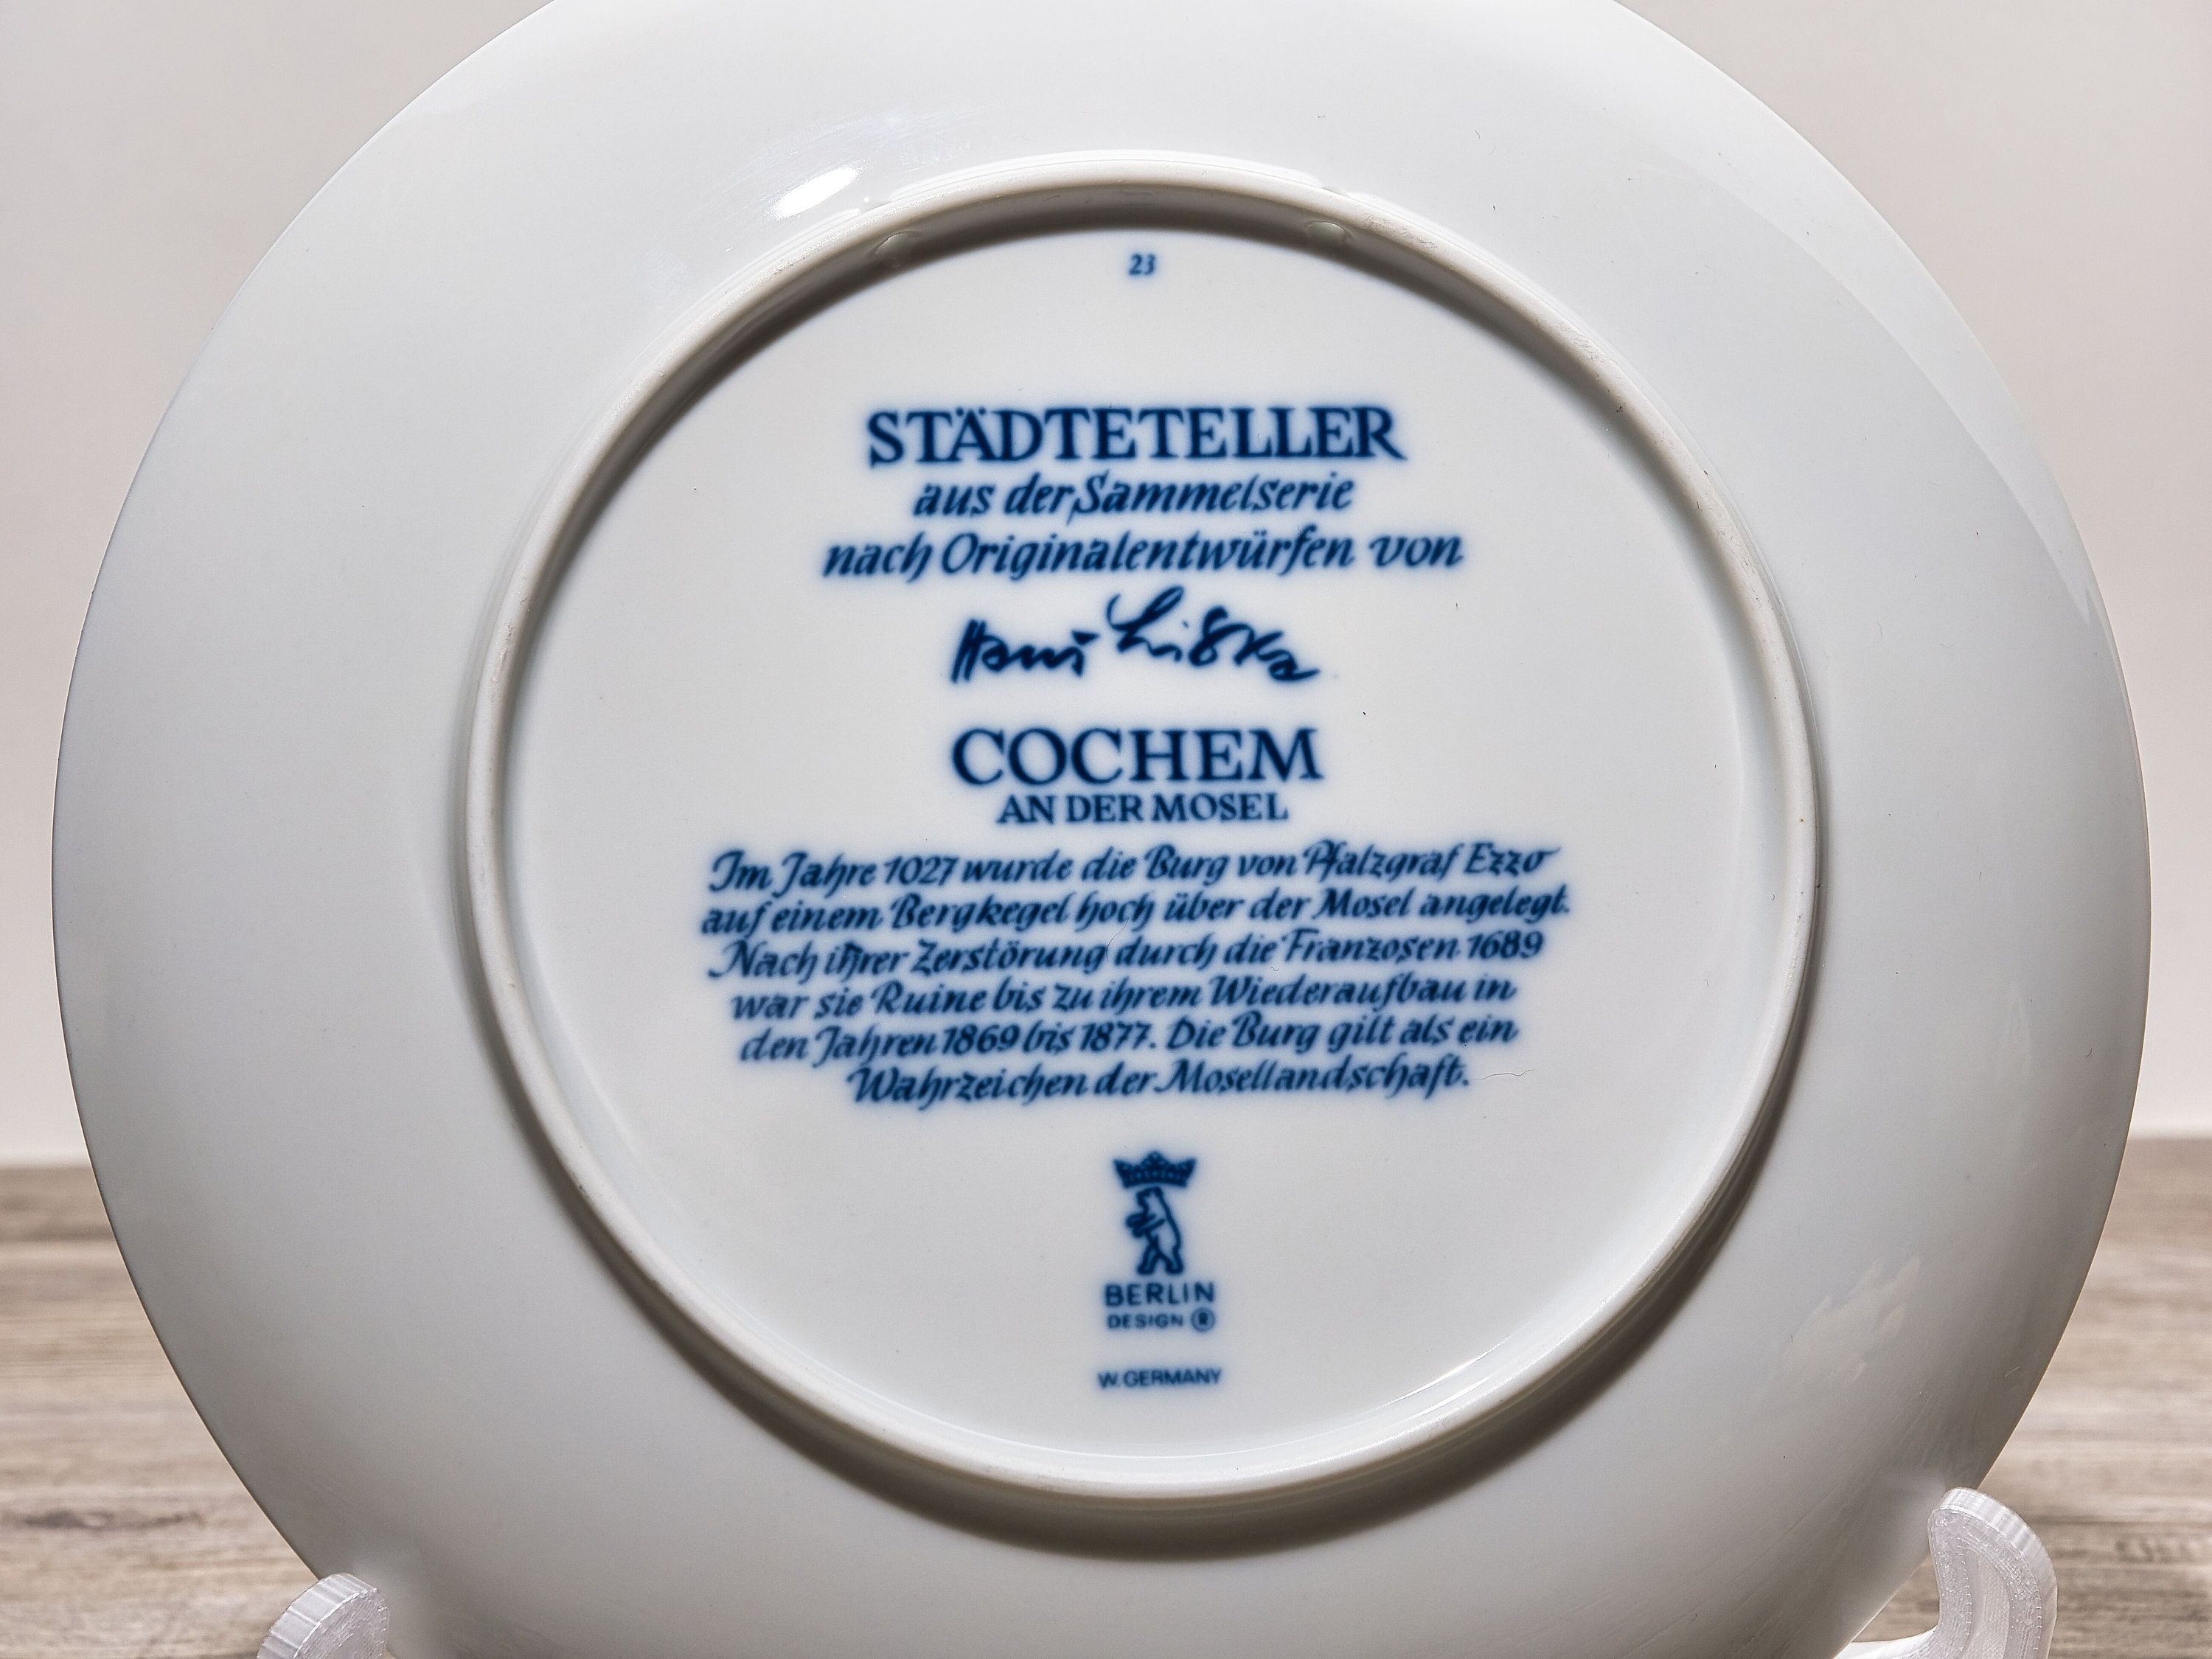 23
STÄDTETELLER
aus der Sammelserie
nach Originalentwürfen von
Hans Liska
COCHEM
AN DER MOSEL
Im Jahre 1027 wurde die Burg von Pfalzgraf Ezzo
auf einem Bergkegel hoch über der Mosel angelegt.
Nach ihrer Zerstörung durch die Franzosen 1689
war sie Ruine bis zu ihrem Wiederaufbau in
den Jahren 1869 bis 1877. Die Burg gilt als ein
Wahrzeichen der Mosellandschaft.
BERLIN
DESIGN ®
W. GERMANY